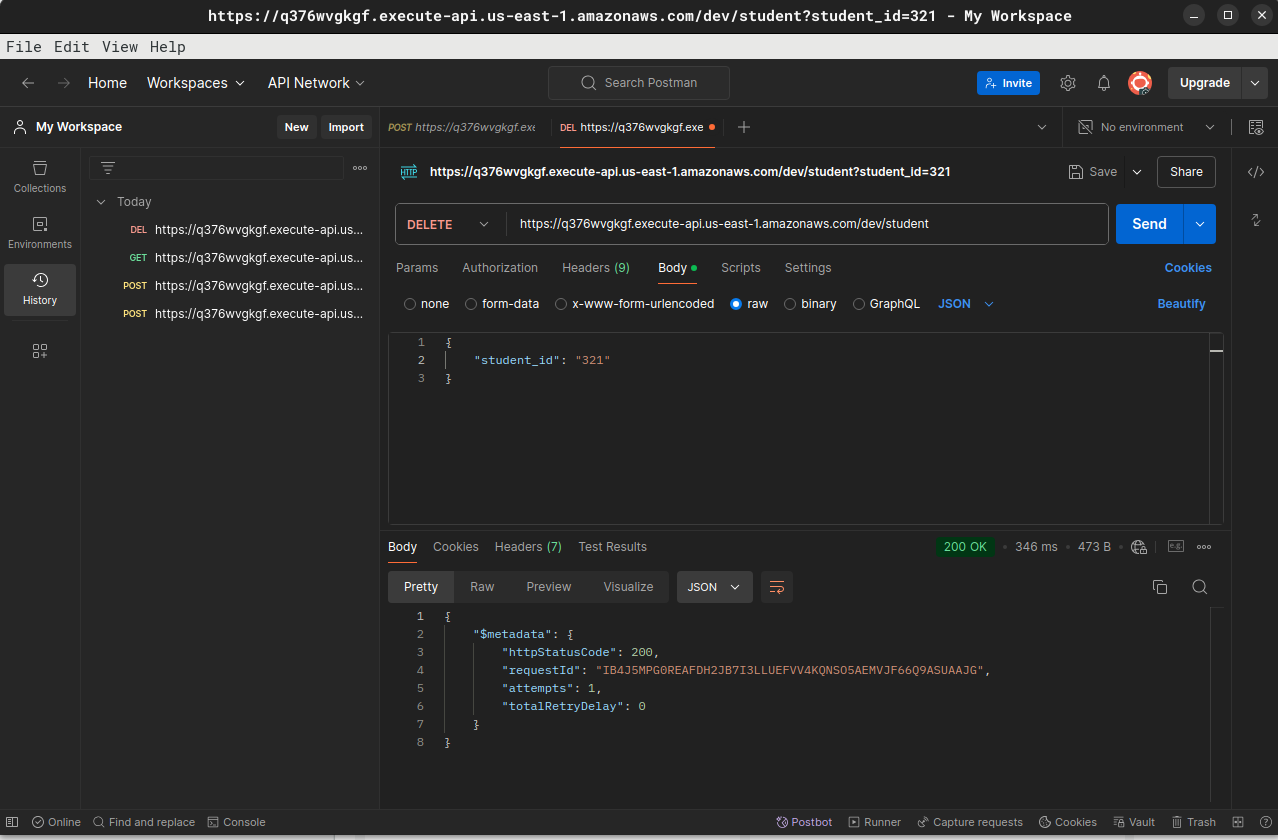 https://q376wvgkgf.execute-api.us-east-1.amazonaws.com/dev/student?student_id=321 - My Workspace
File Edit View Help
Home Workspaces API Network Search Postman Invite Upgrade
My Workspace New Import POST https://q376wvgkgf.exe DEL https://q376wvgkgf.exe No environment
Collections
Environments
History
Today
DEL https://q376wvgkgf.execute-api.us...
GET https://q376wvgkgf.execute-api.us...
POST https://q376wvgkgf.execute-api.us...
POST https://q376wvgkgf.execute-api.us...
HTTP https://q376wvgkgf.execute-api.us-east-1.amazonaws.com/dev/student?student_id=321 Save Share
DELETE https://q376wvgkgf.execute-api.us-east-1.amazonaws.com/dev/student Send
Params Authorization Headers (9) Body Scripts Settings Cookies
none form-data x-www-form-urlencoded raw binary GraphQL JSON Beautify
1 {
2 "student_id": "321"
3 }
Body Cookies Headers (7) Test Results 200 OK 346 ms 473 B e.g.
Pretty Raw Preview Visualize JSON
1 {
2 "$metadata": {
3 "httpStatusCode": 200,
4 "requestId": "IB4J5MPG0REAFDH2JB7I3LLUEFVV4KQNSO5AEMVJF66Q9ASUAAJG",
5 "attempts": 1,
6 "totalRetryDelay": 0
7 }
8 }
Online Find and replace Console Postbot Runner Capture requests Cookies Vault Trash